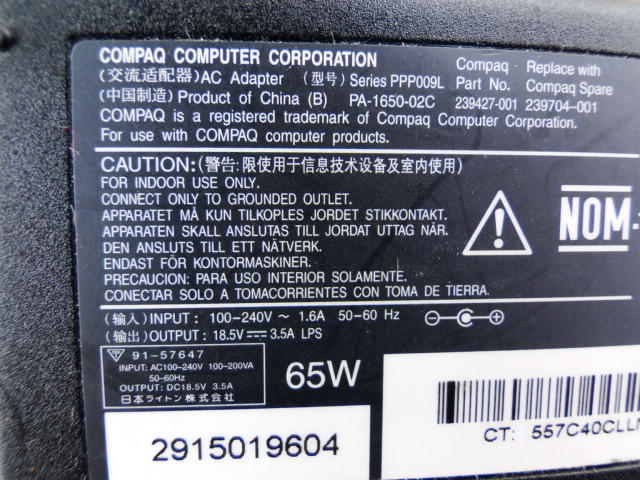 COMPAQ COMPUTER CORPORATION
(交流适配器) AC Adapter (型号) Series PPP009L
(中国制造) Product of China (B) PA-1650-02C
Compaq Replace with
Part No. Compaq Spare
239427-001 239704-001
COMPAQ is a registered trademark of Compaq Computer Corporation.
For use with COMPAQ computer products.
CAUTION: (警告: 限使用于信息技术设备及室内使用)
FOR INDOOR USE ONLY.
CONNECT ONLY TO GROUNDED OUTLET.
APPARATET MÅ KUN TILKOPLES JORDET STIKKONTAKT.
APPARATEN SKALL ANSLUTAS TILL JORDAT UTTAG NÄR.
DEN ANSLUTS TILL ETT NÄTVERK.
ENDAST FÖR KONTORMASKINER.
PRECAUCION: PARA USO INTERIOR SOLAMENTE.
CONECTAR SOLO A TOMACORRIENTES CON TOMA DE TIERRA.
NOM-
(输入) INPUT: 100-240V ~ 1.6A 50-60 Hz
(输出) OUTPUT: 18.5V⎓3.5A LPS
91-57647
INPUT: AC100-240V 100-200VA
50-60Hz
OUTPUT: DC18.5V 3.5A
日本ライトン株式会社
65W
2915019604
CT: 557C40CLLN